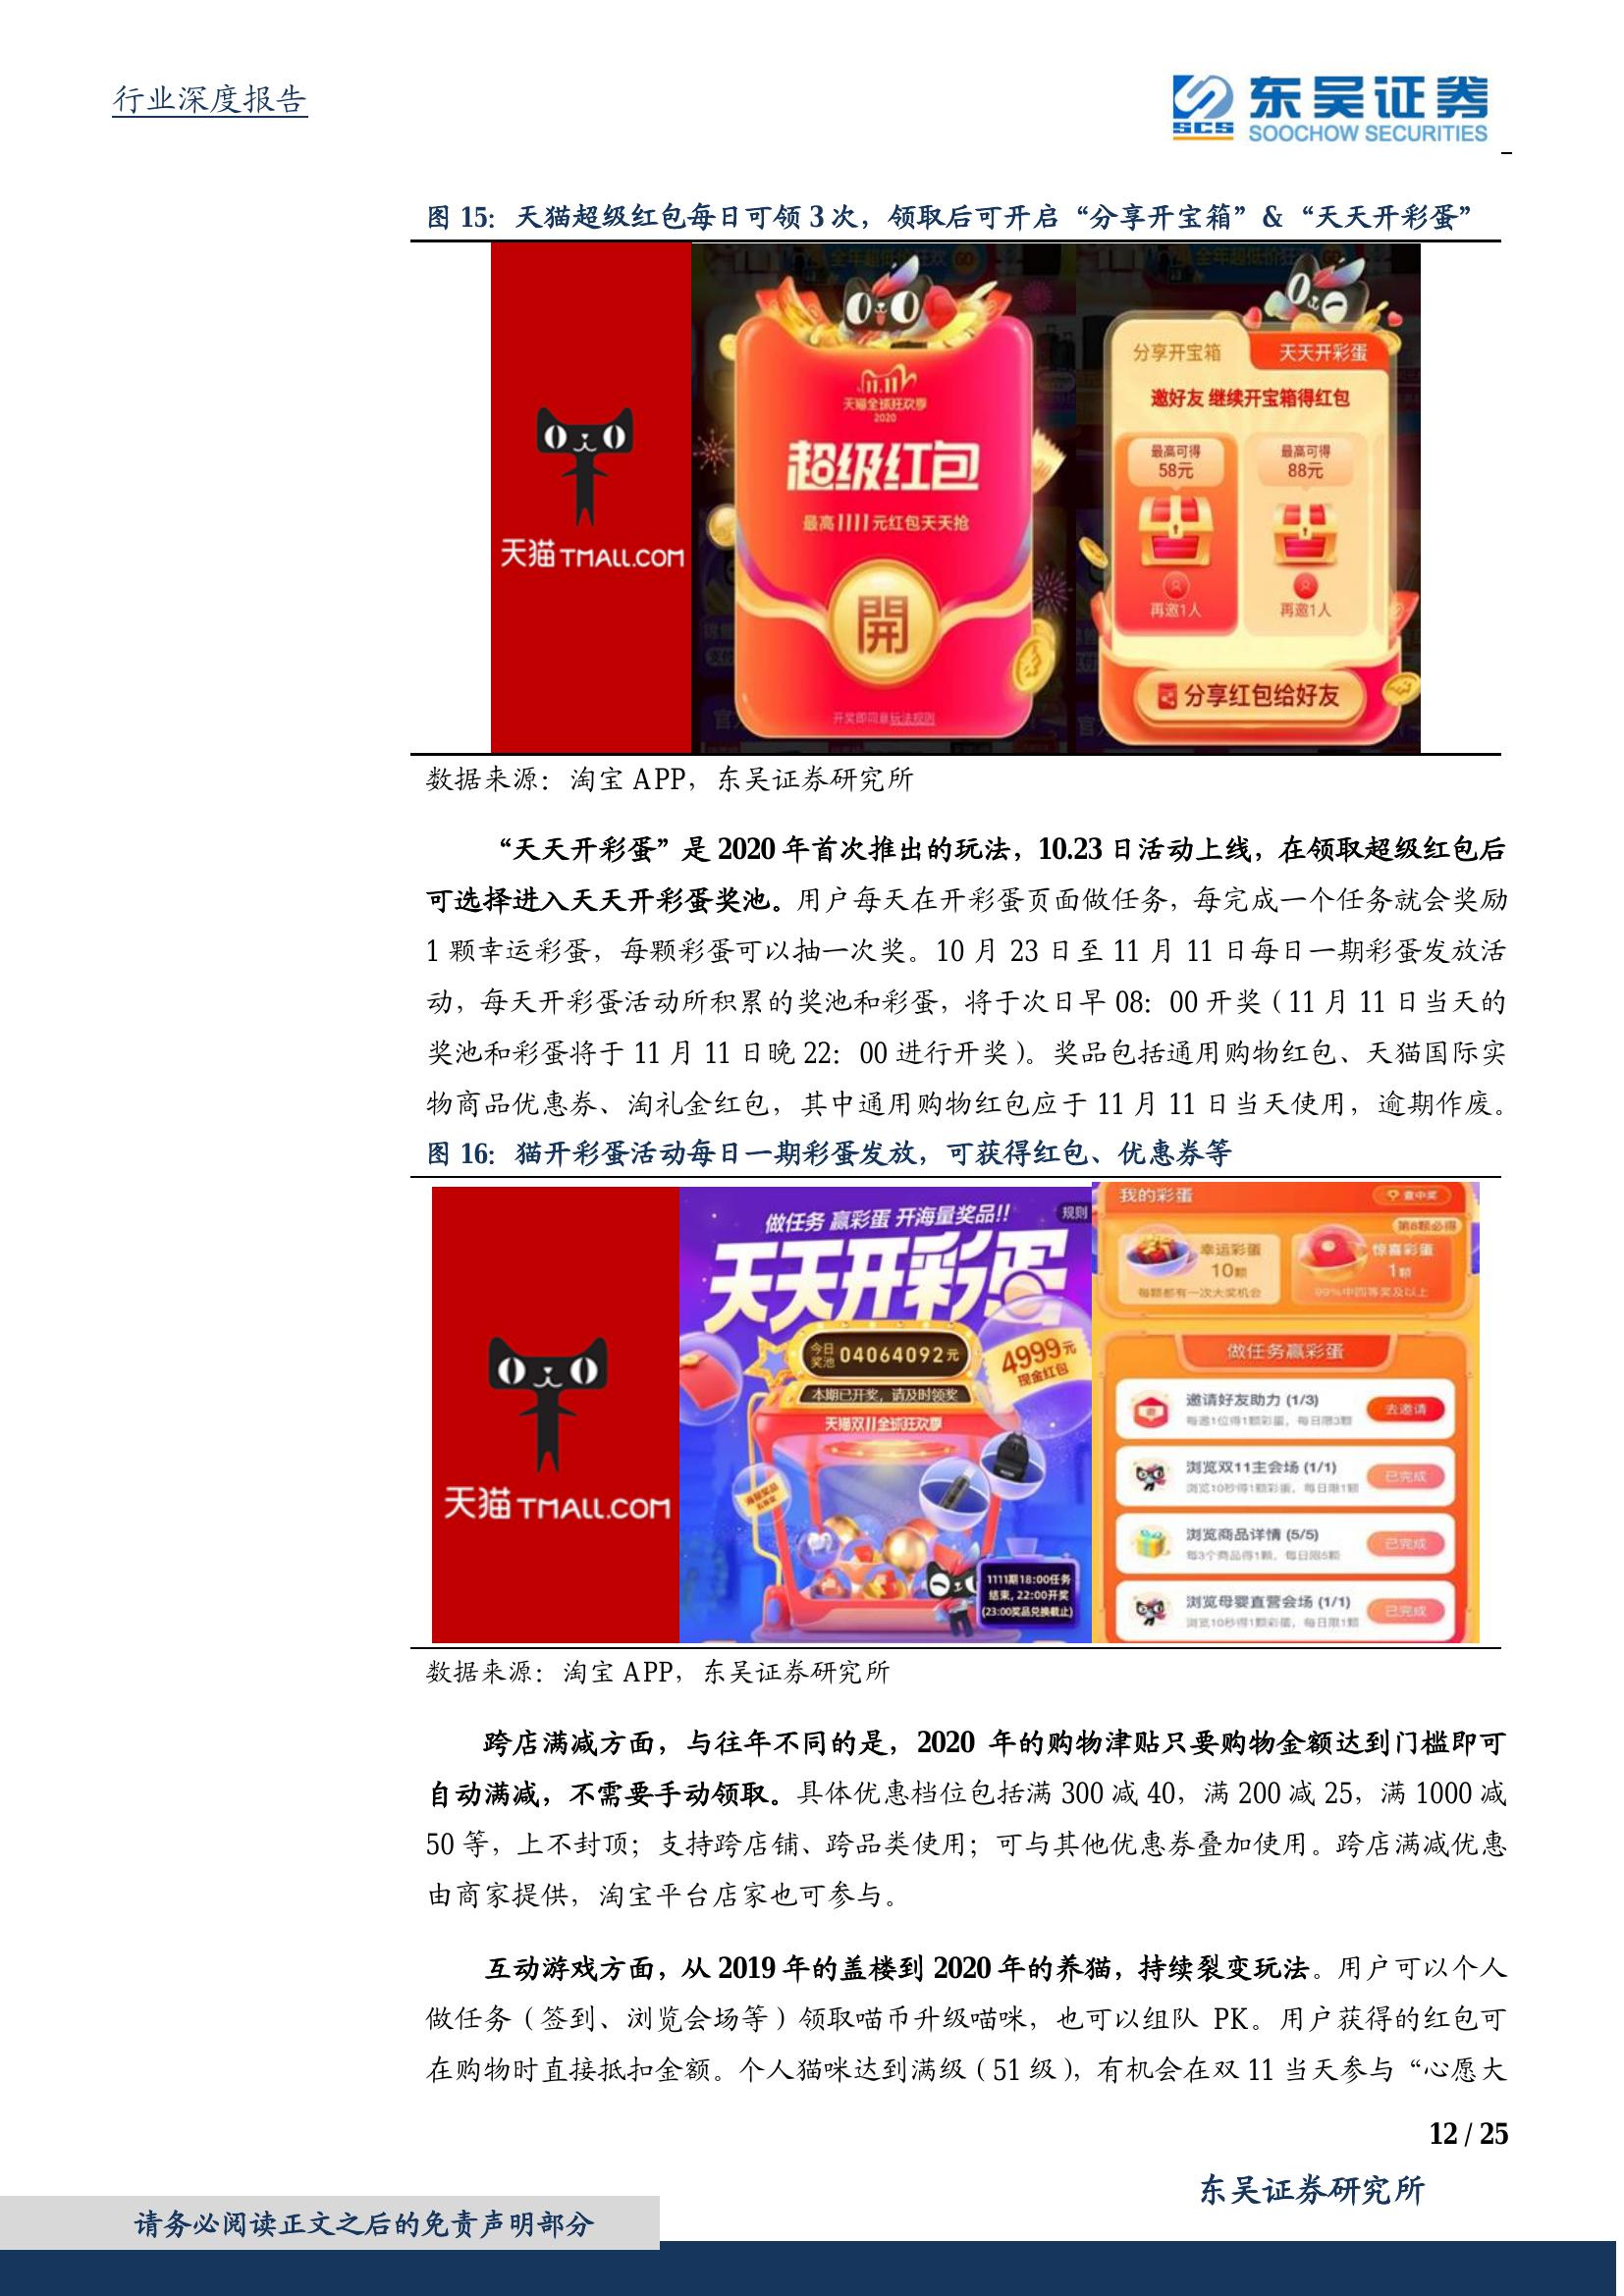 行业深度报告
东吴证券
SCS
SOOCHOW SECURITIES
图 15：天猫超级红包每日可领 3 次，领取后可开启“分享开宝箱”&“天天开彩蛋”
天猫 TMALL.COM
11.11
天猫全球狂欢季
2020
超级红包
最高1111元红包天天抢
開
开奖即同意玩法规则
分享开宝箱
天天开彩蛋
邀好友 继续开宝箱得红包
最高可得
58元
最高可得
88元
再邀1人
再邀1人
分享红包给好友
数据来源：淘宝 APP，东吴证券研究所
“天天开彩蛋”是 2020 年首次推出的玩法，10.23 日活动上线，在领取超级红包后
可选择进入天天开彩蛋奖池。用户每天在开彩蛋页面做任务，每完成一个任务就会奖励
1 颗幸运彩蛋，每颗彩蛋可以抽一次奖。10 月 23 日至 11 月 11 日每日一期彩蛋发放活
动，每天开彩蛋活动所积累的奖池和彩蛋，将于次日早 08：00 开奖（11 月 11 日当天的
奖池和彩蛋将于 11 月 11 日晚 22：00 进行开奖）。奖品包括通用购物红包、天猫国际实
物商品优惠券、淘礼金红包，其中通用购物红包应于 11 月 11 日当天使用，逾期作废。
图 16：猫开彩蛋活动每日一期彩蛋发放，可获得红包、优惠券等
天猫 TMALL.COM
做任务 赢彩蛋 开海量奖品!!
规则
天天开彩蛋
今日奖池 04064092元
4999元
现金红包
本期已开奖，请及时领奖
天猫双11全球狂欢季
海量奖品
1111期18:00任务
结束, 22:00开奖
(23:00奖品兑换截止)
我的彩蛋
查中奖
第8颗必得
幸运彩蛋
10颗
每颗都有一次大奖机会
惊喜彩蛋
1颗
99%中四等奖及以上
做任务赢彩蛋
邀请好友助力 (1/3)
每邀1位得1颗彩蛋，每日限3颗
去邀请
浏览双11主会场 (1/1)
浏览10秒得1颗彩蛋，每日限1颗
已完成
浏览商品详情 (5/5)
每3个商品得1颗，每日限5颗
已完成
浏览母婴直营会场 (1/1)
浏览10秒得1颗彩蛋，每日限1颗
已完成
数据来源：淘宝 APP，东吴证券研究所
跨店满减方面，与往年不同的是，2020 年的购物津贴只要购物金额达到门槛即可
自动满减，不需要手动领取。具体优惠档位包括满 300 减 40，满 200 减 25，满 1000 减
50 等，上不封顶；支持跨店铺、跨品类使用；可与其他优惠券叠加使用。跨店满减优惠
由商家提供，淘宝平台店家也可参与。
互动游戏方面，从 2019 年的盖楼到 2020 年的养猫，持续裂变玩法。用户可以个人
做任务（签到、浏览会场等）领取喵币升级喵咪，也可以组队 PK。用户获得的红包可
在购物时直接抵扣金额。个人猫咪达到满级（51 级），有机会在双 11 当天参与“心愿大
12 / 25
东吴证券研究所
请务必阅读正文之后的免责声明部分